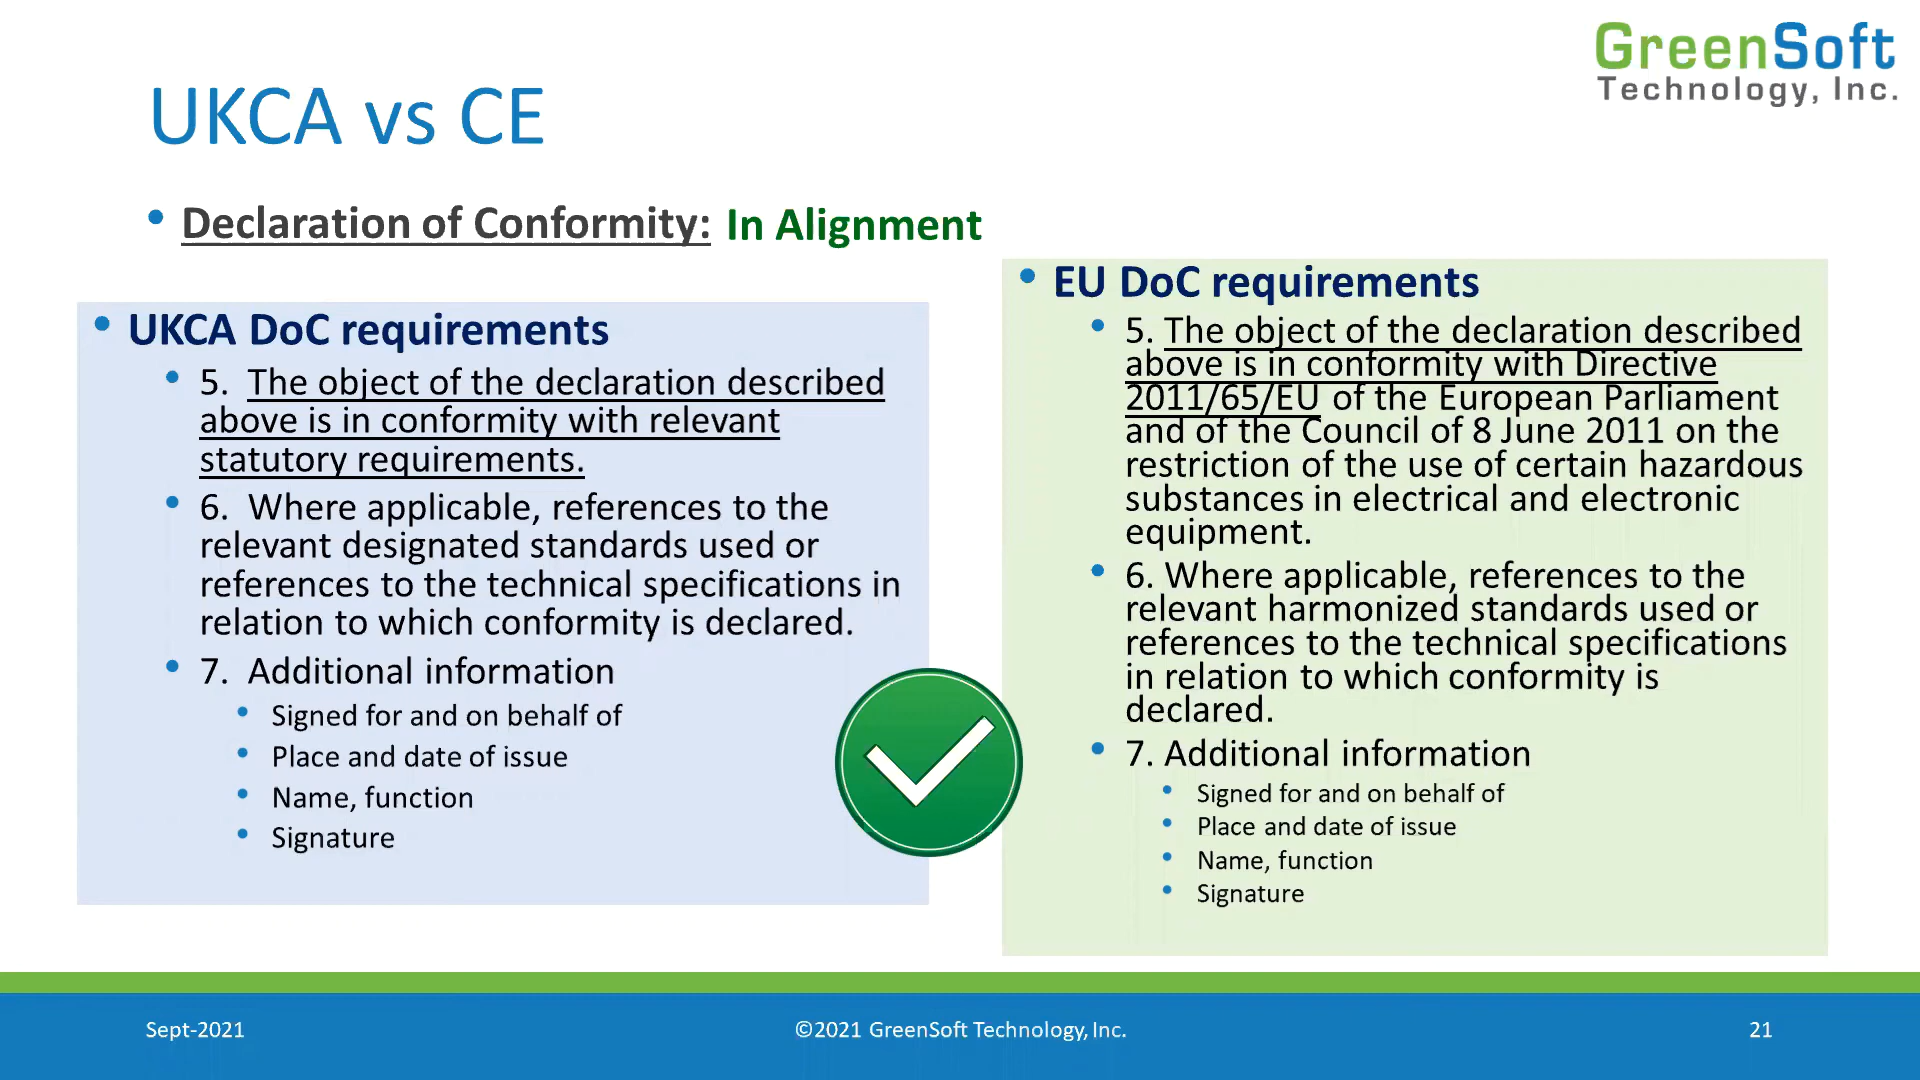 GreenSoft
Technology, Inc.
UKCA vs CE
• Declaration of Conformity: In Alignment
• UKCA DoC requirements
• 5. The object of the declaration described
above is in conformity with relevant
statutory requirements.
• 6. Where applicable, references to the
relevant designated standards used or
references to the technical specifications in
relation to which conformity is declared.
• 7. Additional information
• Signed for and on behalf of
• Place and date of issue
• Name, function
• Signature
• EU DoC requirements
• 5. The object of the declaration described
above is in conformity with Directive
2011/65/EU of the European Parliament
and of the Council of 8 June 2011 on the
restriction of the use of certain hazardous
substances in electrical and electronic
equipment.
• 6. Where applicable, references to the
relevant harmonized standards used or
references to the technical specifications
in relation to which conformity is
declared.
• 7. Additional information
• Signed for and on behalf of
• Place and date of issue
• Name, function
• Signature
Sept-2021
©2021 GreenSoft Technology, Inc.
21